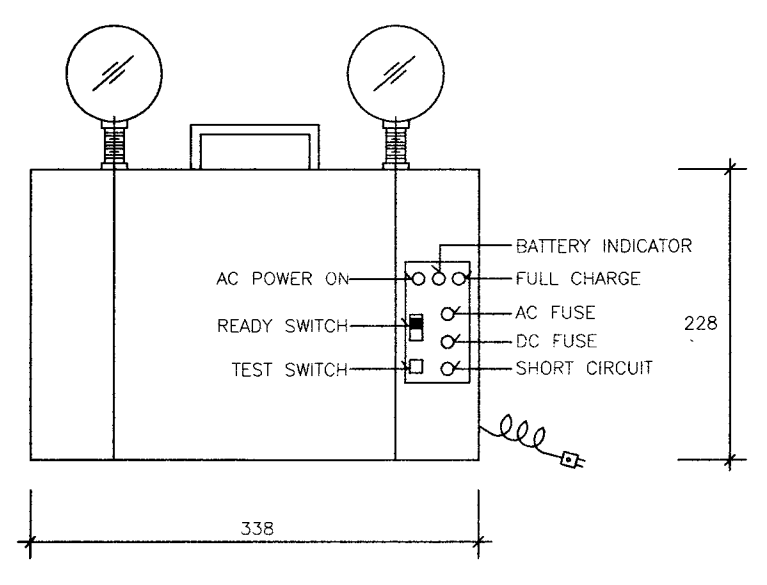 BATTERY INDICATOR
AC POWER ON
FULL CHARGE
AC FUSE
READY SWITCH
228
DC FUSE
TEST SWITCH
SHORT CIRCUIT
338